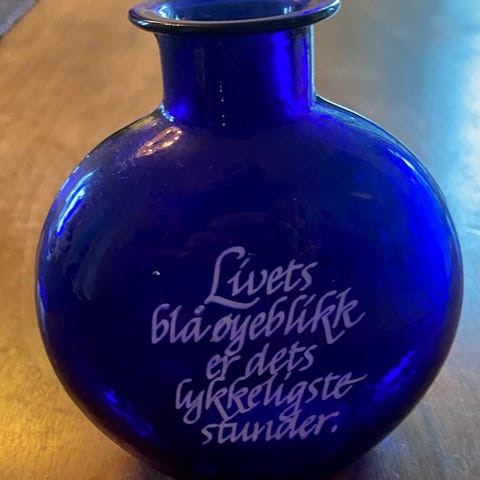 Livets
blå øyeblikk
er dets
lykkeligste
stunder.